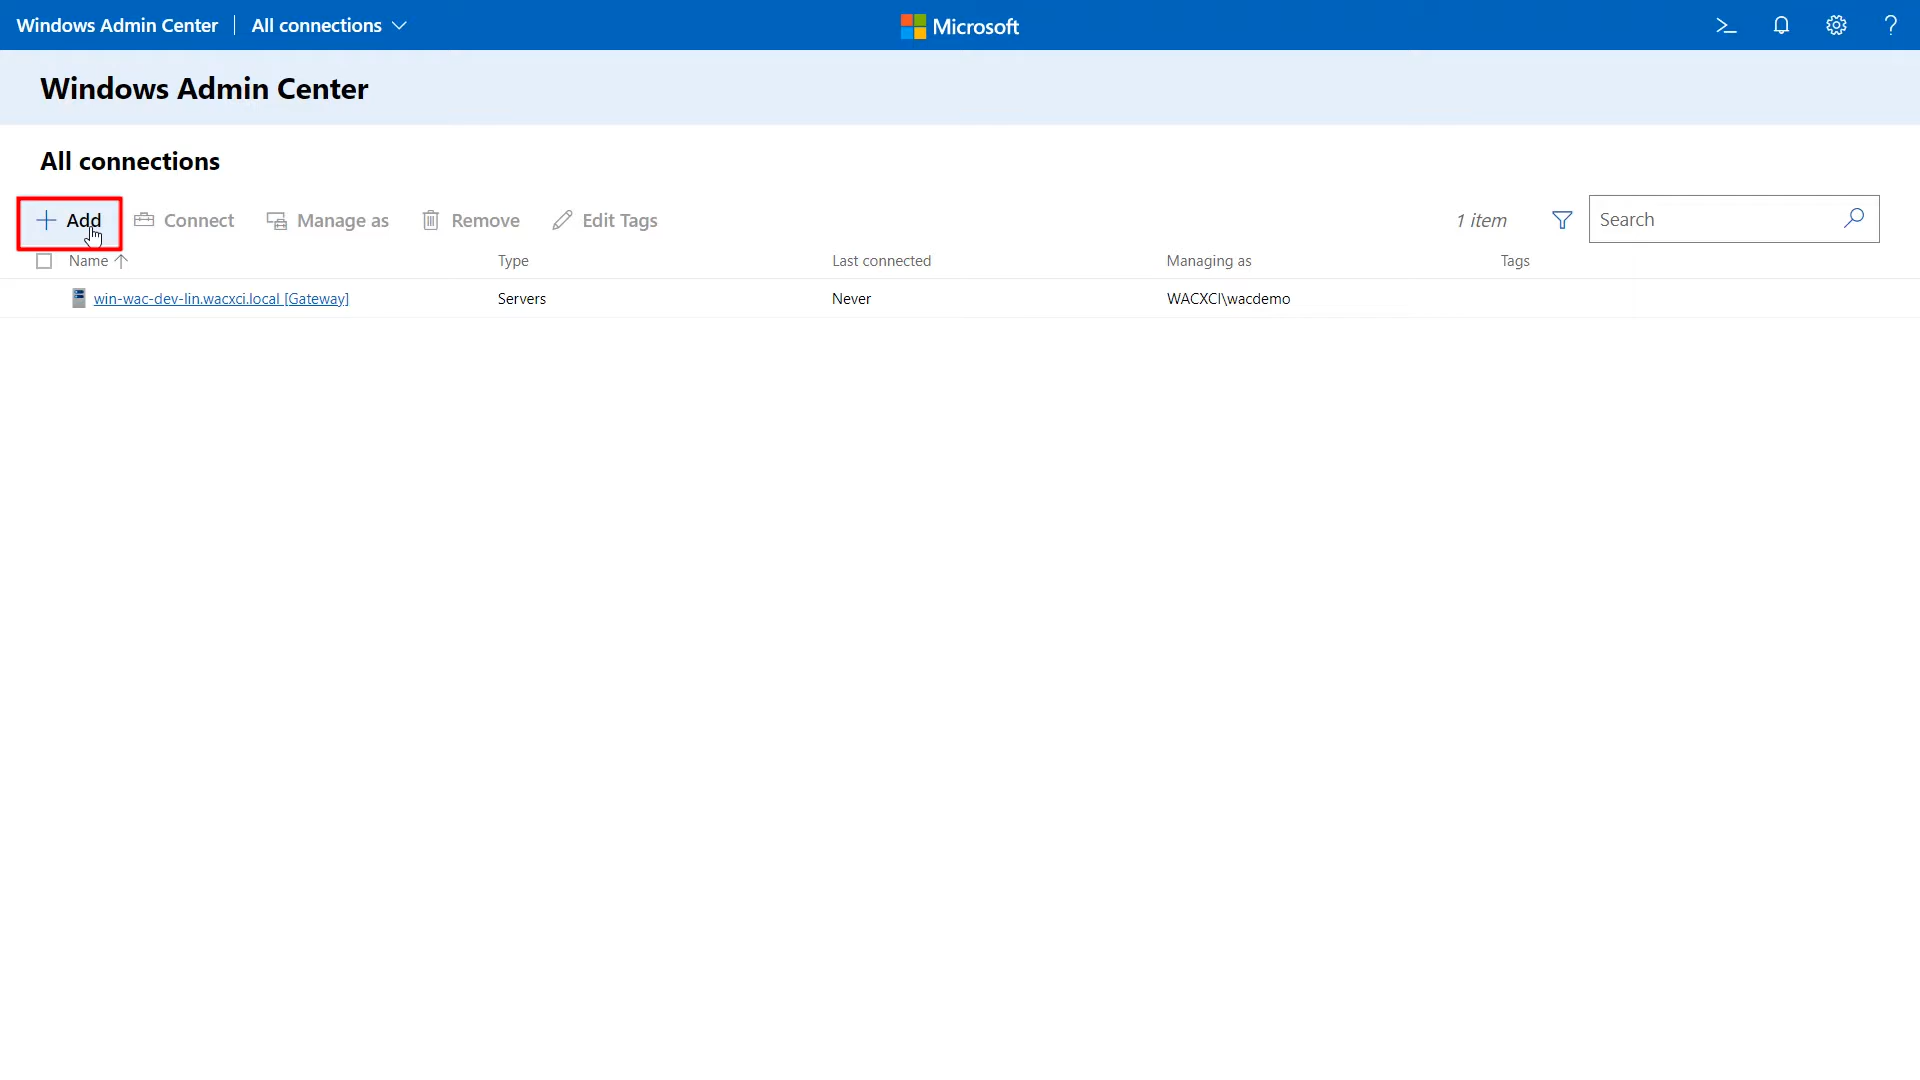 Windows Admin Center | All connections
Microsoft
Windows Admin Center
All connections
Add Connect Manage as Remove Edit Tags 1 item Search
Name Type Last connected Managing as Tags
win-wac-dev-lin.wacxci.local [Gateway] Servers Never WACXCI\wacdemo